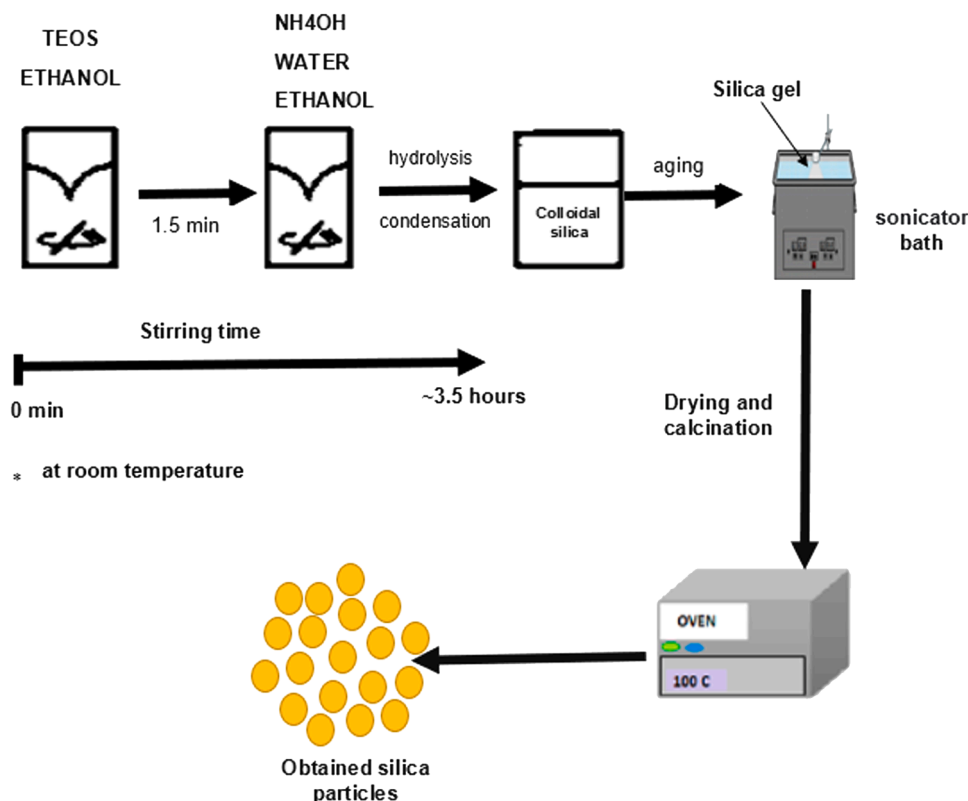 TEOS
ETHANOL
NH4OH
WATER
ETHANOL
1.5 min
hydrolysis
condensation
Colloidal
silica
aging
Silica gel
sonicator
bath
Stirring time
0 min
~3.5 hours
* at room temperature
Drying and
calcination
OVEN
100 C
Obtained silica
particles